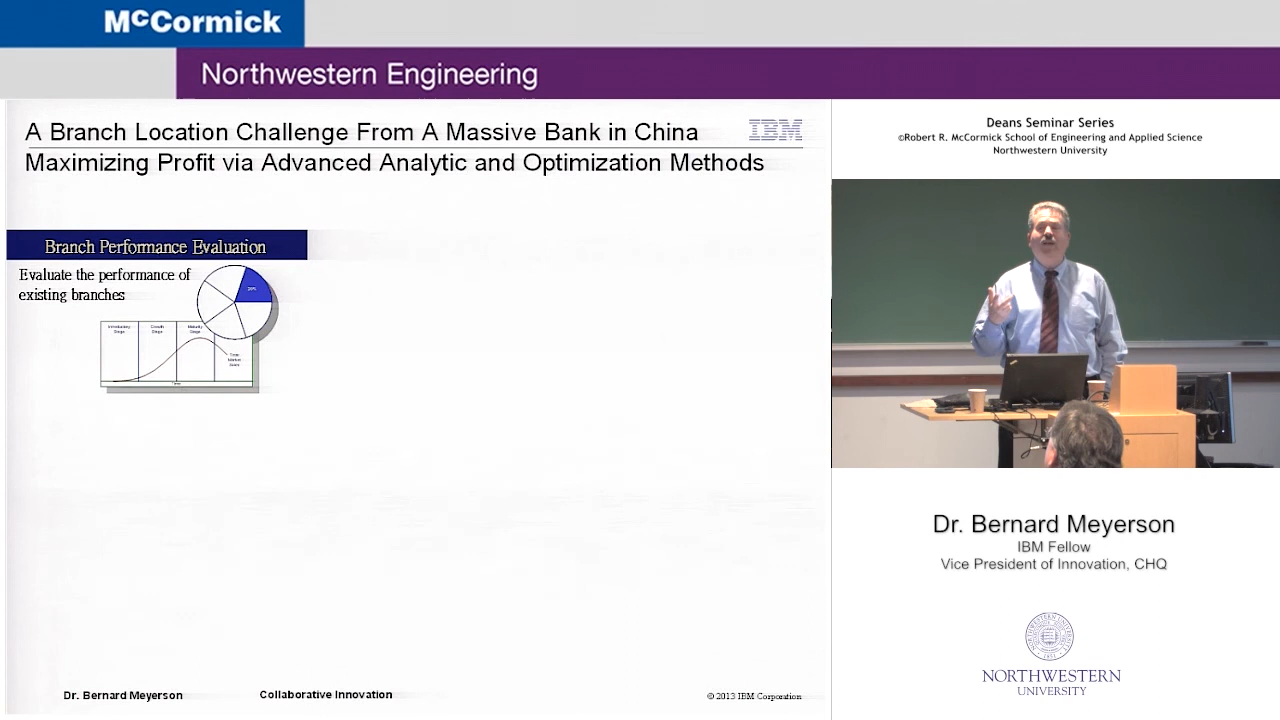 McCormick
Northwestern Engineering
A Branch Location Challenge From A Massive Bank in China
Maximizing Profit via Advanced Analytic and Optimization Methods
IBM
Branch Performance Evaluation
Evaluate the performance of
existing branches
Dr. Bernard Meyerson
Collaborative Innovation
© 2013 IBM Corporation
Deans Seminar Series
©Robert R. McCormick School of Engineering and Applied Science
Northwestern University
Dr. Bernard Meyerson
IBM Fellow
Vice President of Innovation, CHQ
NORTHWESTERN
UNIVERSITY